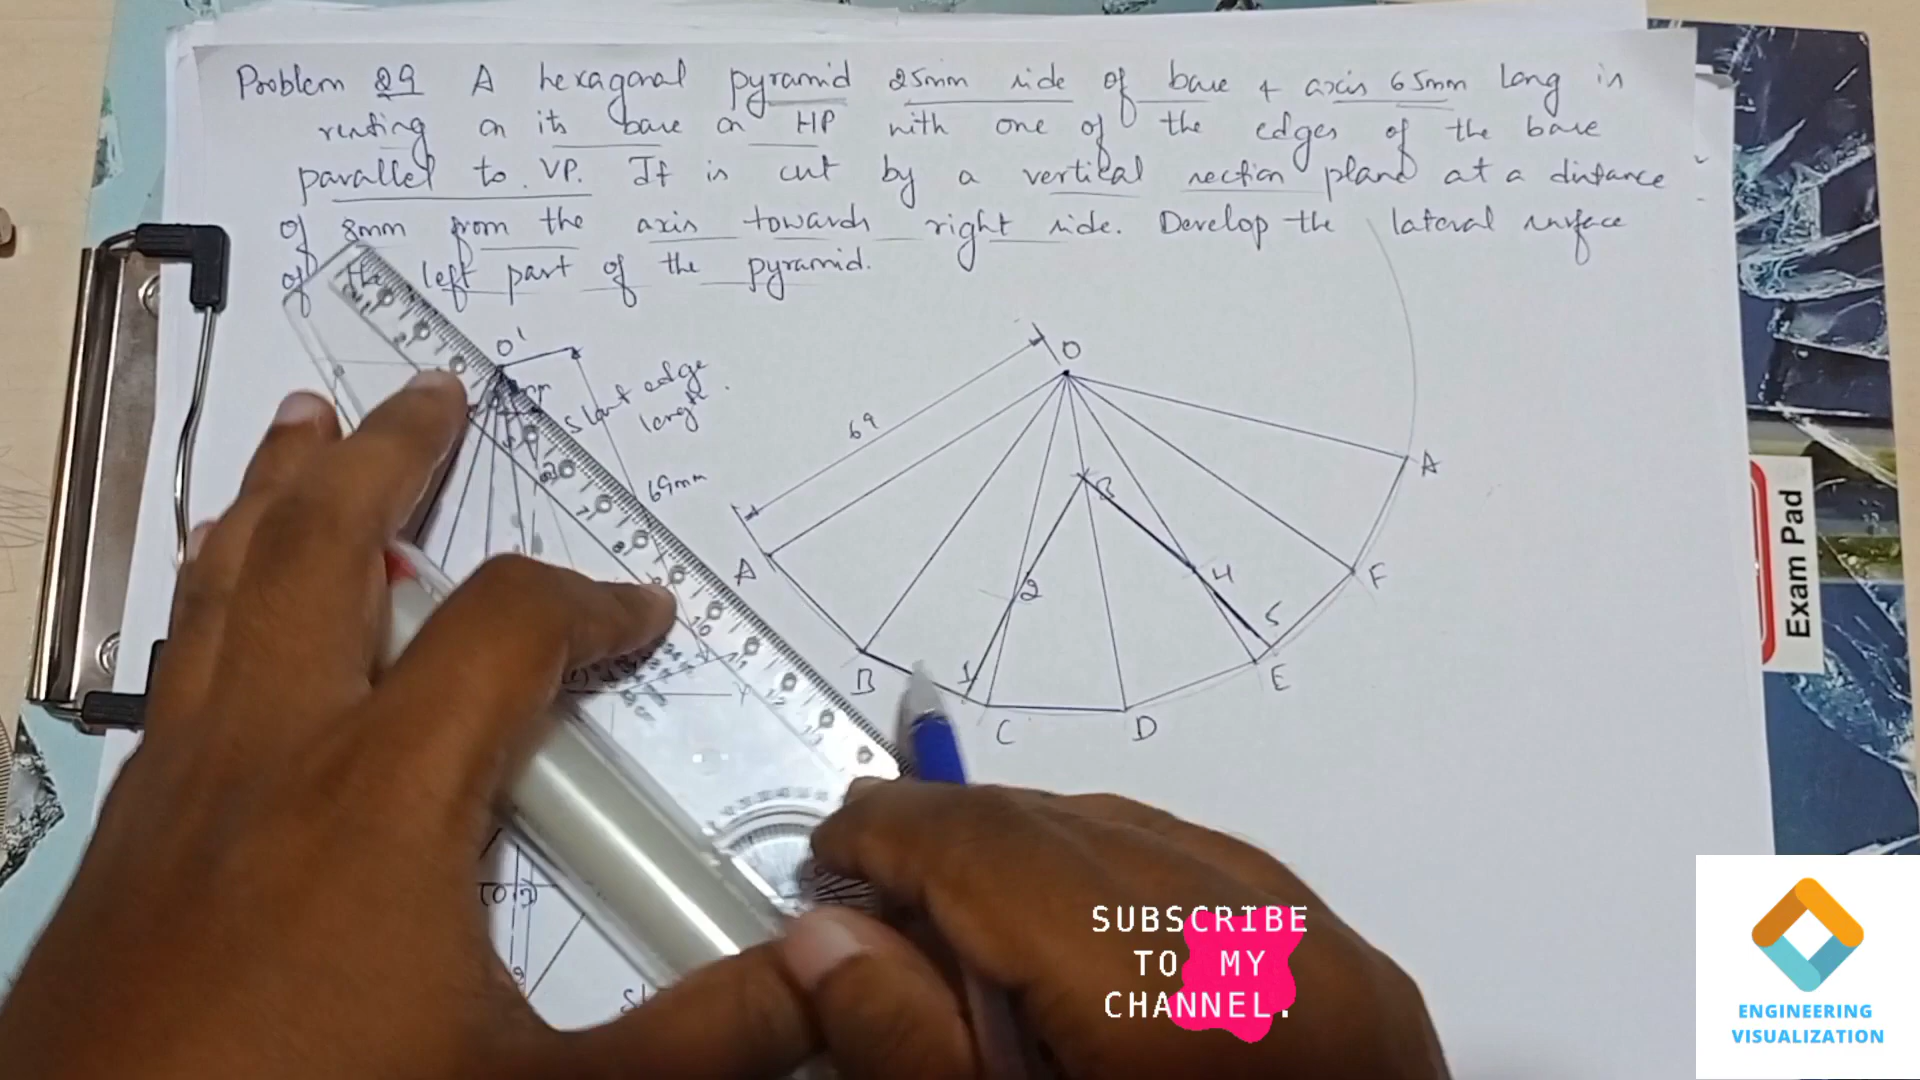 Problem 29 A hexagonal pyramid 25mm side of base & axis 65mm long is
resting on its base on HP with one of the edges of the base
parallel to VP. It is cut by a vertical section plane at a distance
of 8mm from the axis towards right side. Develop the lateral surface
of the left part of the pyramid.
O'
Slant edge
length
69mm
O
69
A
B
C
D
E
F
A
1
2
3
4
5
Y
Exam Pad
SUBSCRIBE
TO MY
CHANNEL.
ENGINEERING
VISUALIZATION